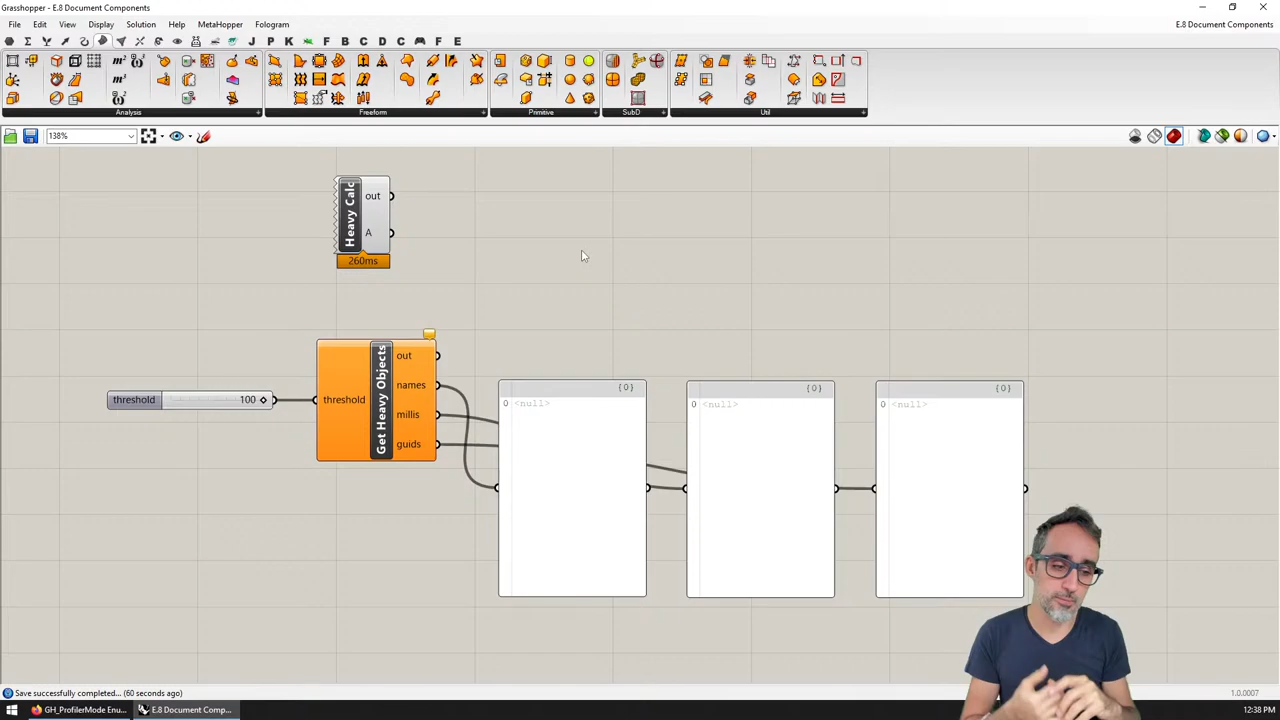 Grasshopper - E.8 Document Components
File Edit View Display Solution Help MetaHopper Fologram
E.8 Document Components
J P K F B C D C F E
Analysis Freeform Primitive SubD Util
138%
Heavy Calc
out
A
260ms
threshold 100
Get Heavy Objects
threshold
out
names
millis
guids
{0}
0 <null>
{0}
0 <null>
{0}
0 <null>
Save successfully completed... (60 seconds ago)
1.0.0007
GH_ProfilerMode Enu...
E.8 Document Comp...
12:38 PM